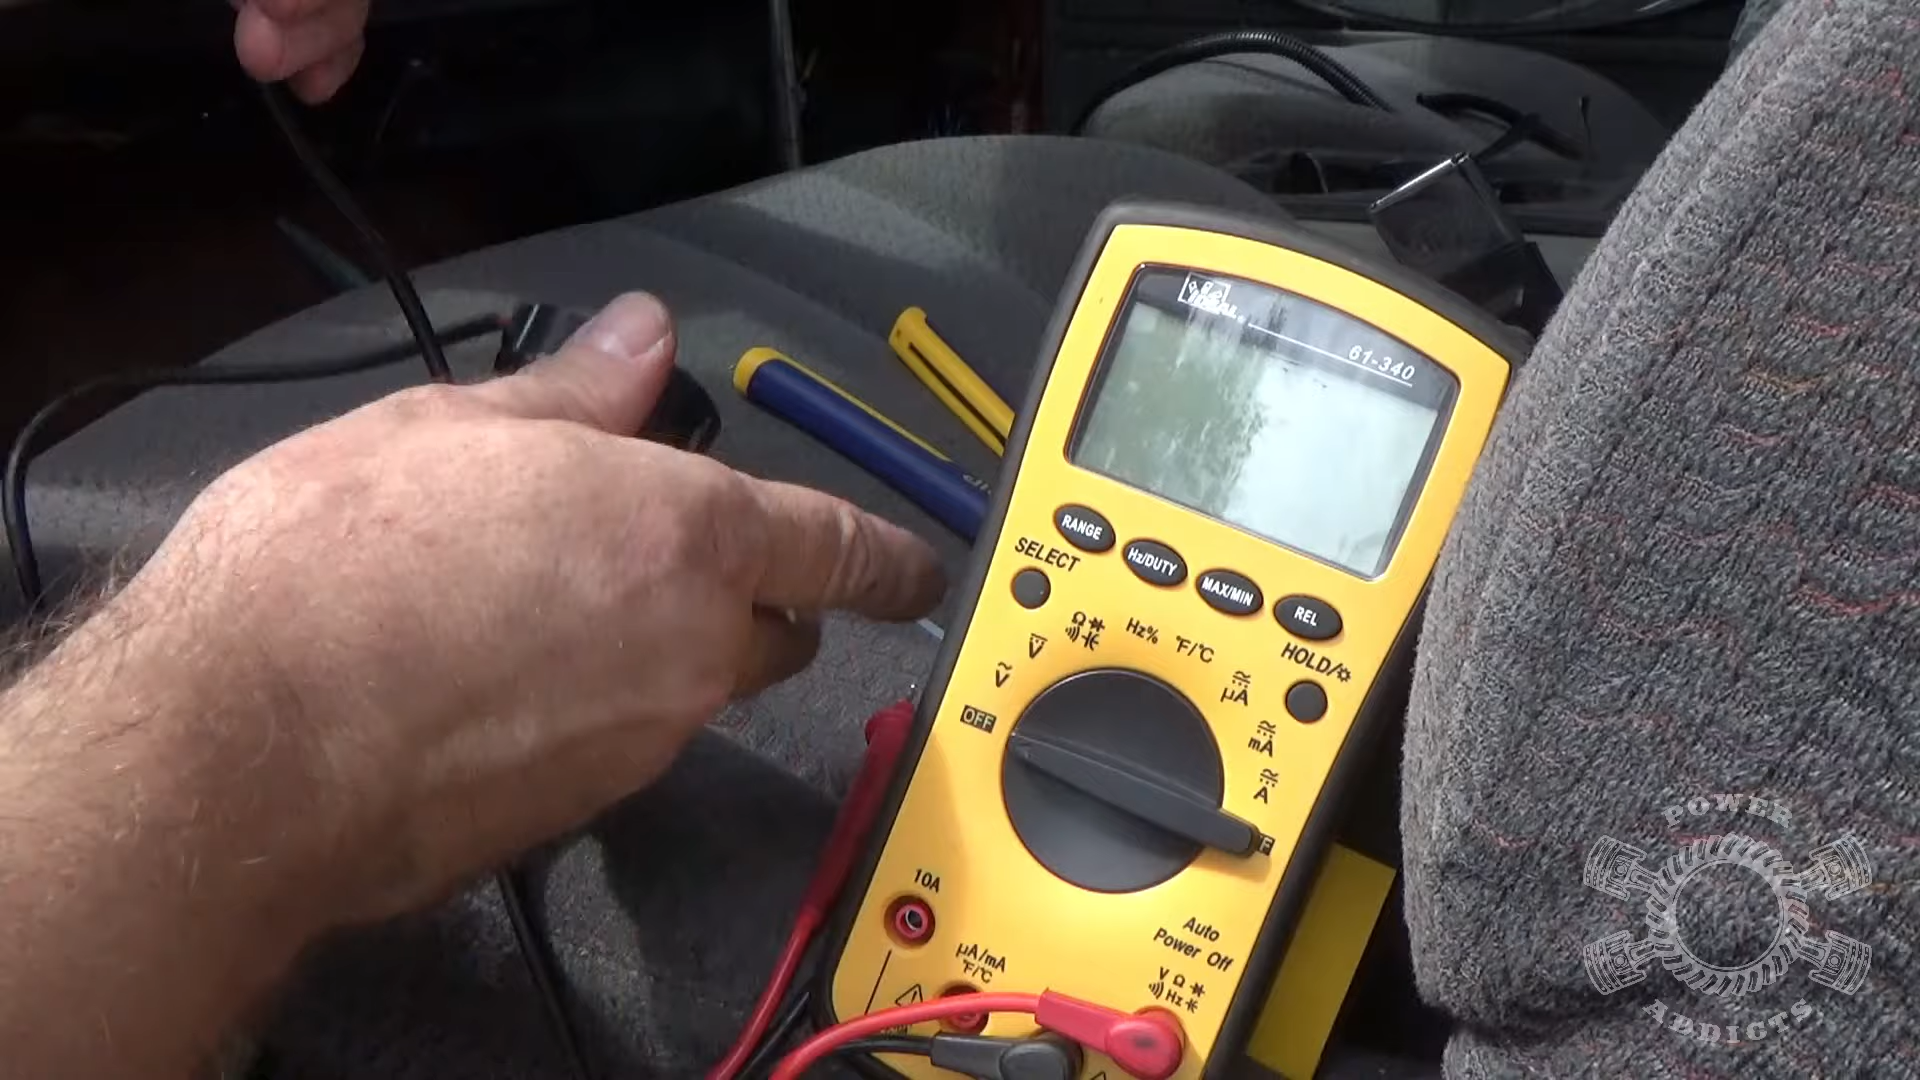 IDEAL
61-340
RANGE
Hz/DUTY
MAX/MIN
REL
SELECT
HOLD/☼
Ω
Hz%
°F/°C
V
V
µA
mA
A
OFF
10A
µA/mA
°F/°C
Auto
Power Off
V Ω
Hz
POWER
ADDICTS